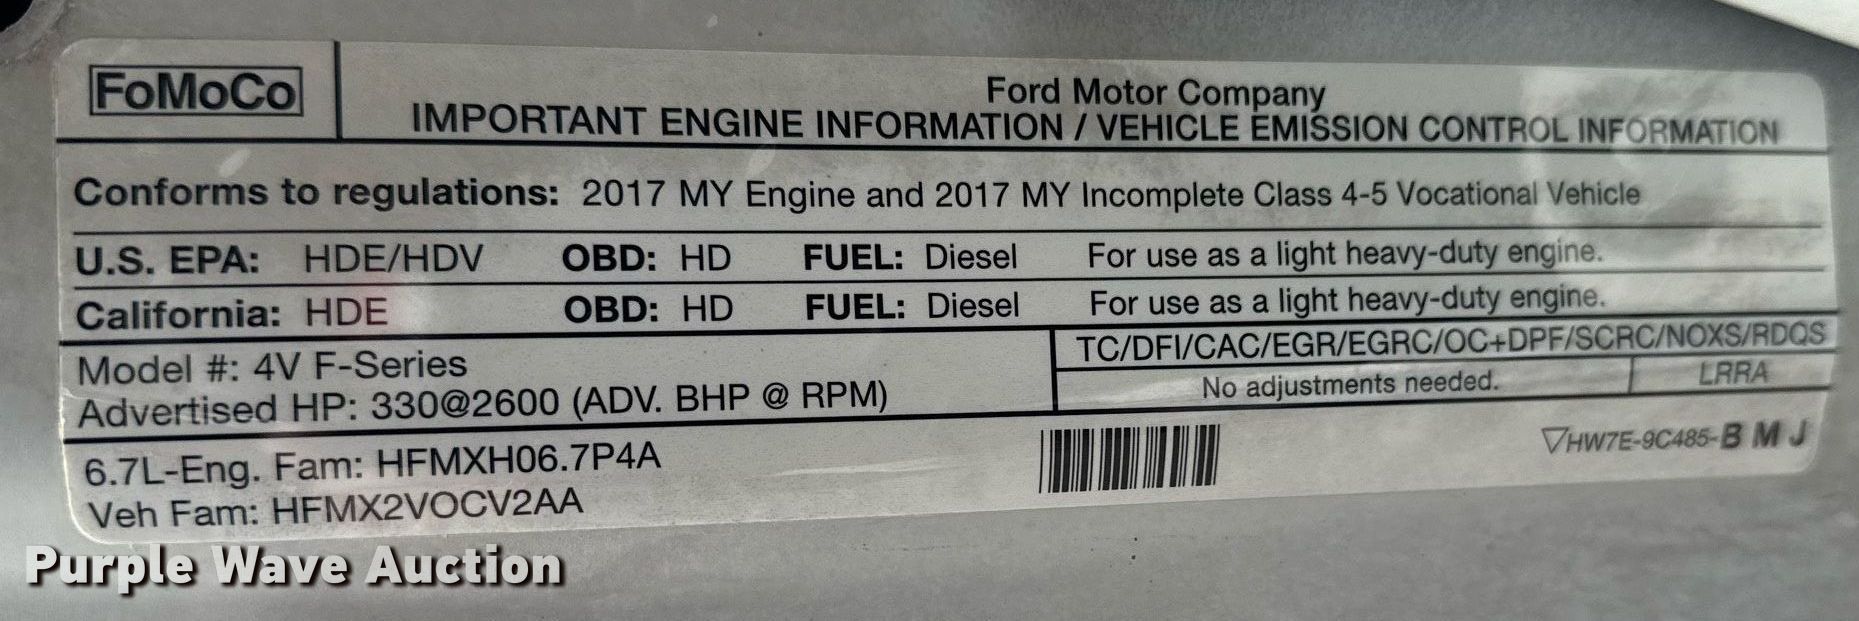 FoMoCo
Ford Motor Company
IMPORTANT ENGINE INFORMATION / VEHICLE EMISSION CONTROL INFORMATION
Conforms to regulations: 2017 MY Engine and 2017 MY Incomplete Class 4-5 Vocational Vehicle
U.S. EPA: HDE/HDV OBD: HD FUEL: Diesel For use as a light heavy-duty engine.
California: HDE OBD: HD FUEL: Diesel For use as a light heavy-duty engine.
Model #: 4V F-Series
Advertised HP: 330@2600 (ADV. BHP @ RPM)
TC/DFI/CAC/EGR/EGRC/OC+DPF/SCRC/NOXS/RDQS
No adjustments needed. LRRA
6.7L-Eng. Fam: HFMXH06.7P4A
Veh Fam: HFMX2VOCV2AA
▽HW7E-9C485-B M J
Purple Wave Auction